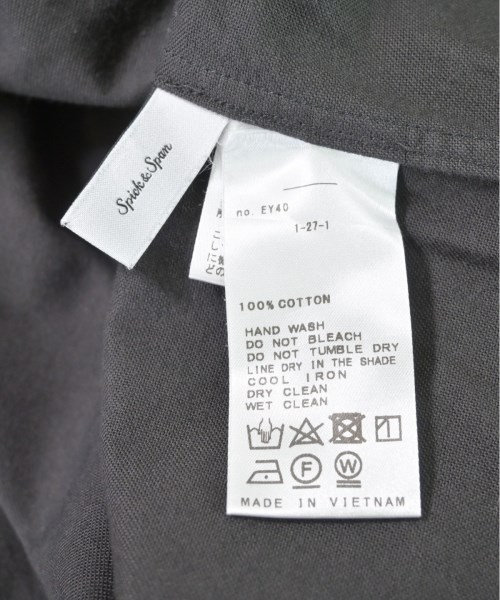 Spick & Span
no. EY40
1-27-1
100% COTTON
HAND WASH
DO NOT BLEACH
DO NOT TUMBLE DRY
LINE DRY IN THE SHADE
COOL IRON
DRY CLEAN
WET CLEAN
F W
MADE IN VIETNAM